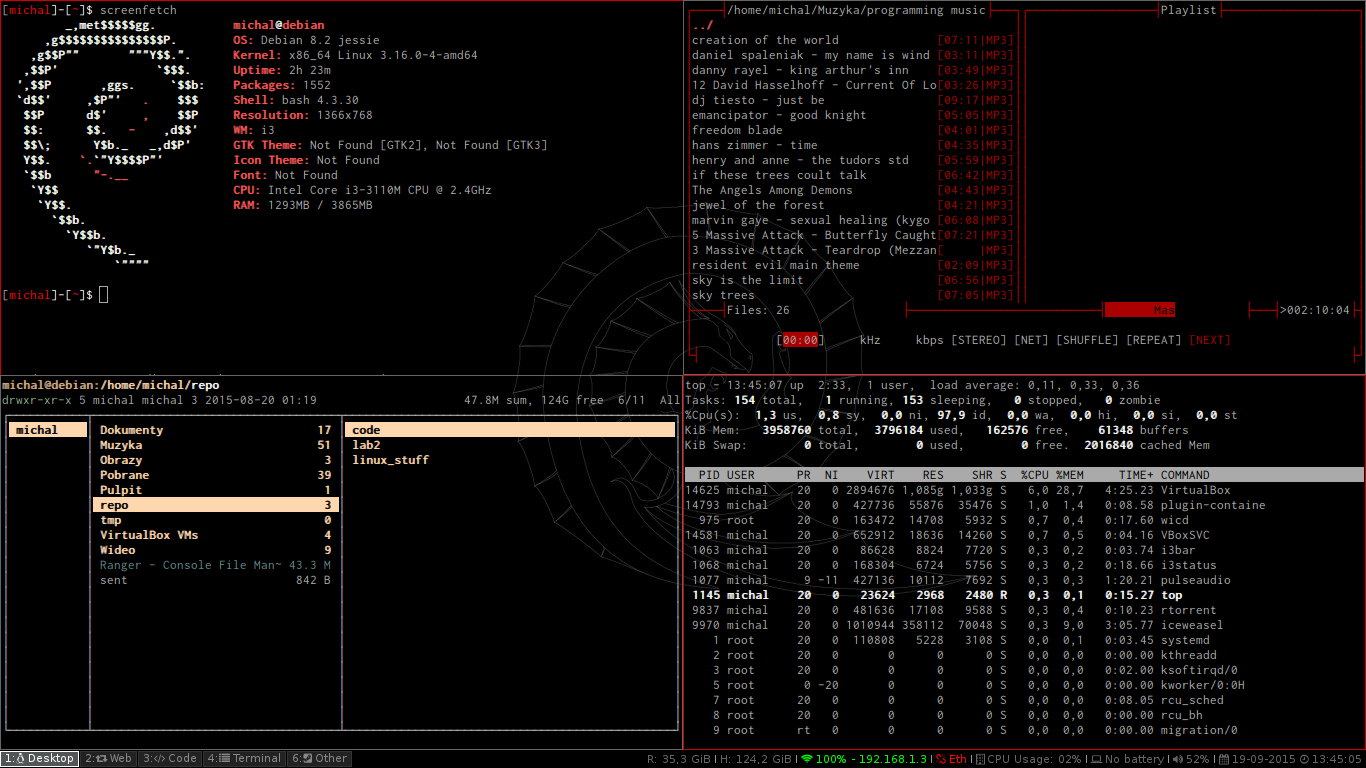 [michal]-[~]$ screenfetch
michal@debian
OS: Debian 8.2 jessie
Kernel: x86_64 Linux 3.16.0-4-amd64
Uptime: 2h 23m
Packages: 1552
Shell: bash 4.3.30
Resolution: 1366x768
WM: i3
GTK Theme: Not Found [GTK2], Not Found [GTK3]
Icon Theme: Not Found
Font: Not Found
CPU: Intel Core i3-3110M CPU @ 2.4GHz
RAM: 1293MB / 3865MB
[michal]-[~]$
/home/michal/Muzyka/programming music
Playlist
../
creation of the world [07:11|MP3]
daniel spaleniak - my name is wind [03:11|MP3]
danny rayel - king arthur's inn [03:49|MP3]
12 David Hasselhoff - Current Of Lo[03:26|MP3]
dj tiesto - just be [09:17|MP3]
emancipator - good knight [05:05|MP3]
freedom blade [04:01|MP3]
hans zimmer - time [04:35|MP3]
henry and anne - the tudors std [05:59|MP3]
if these trees coult talk [06:42|MP3]
The Angels Among Demons [04:43|MP3]
jewel of the forest [04:21|MP3]
marvin gaye - sexual healing (kygo [06:08|MP3]
5 Massive Attack - Butterfly Caught[07:21|MP3]
3 Massive Attack - Teardrop (Mezzan[ |MP3]
resident evil main theme [02:09|MP3]
sky is the limit [06:56|MP3]
sky trees [07:05|MP3]
Files: 26 Mas >002:10:04
[00:00] kHz kbps [STEREO] [NET] [SHUFFLE] [REPEAT] [NEXT]
michal@debian:/home/michal/repo
drwxr-xr-x 5 michal michal 3 2015-08-20 01:19 47.8M sum, 124G free 6/11 All
michal
Dokumenty 17
Muzyka 51
Obrazy 3
Pobrane 39
Pulpit 1
repo 3
tmp 0
VirtualBox VMs 4
Wideo 9
Ranger - Console File Man~ 43.3 M
sent 842 B
code
lab2
linux_stuff
top - 13:45:07 up 2:33, 1 user, load average: 0,11, 0,33, 0,36
Tasks: 154 total, 1 running, 153 sleeping, 0 stopped, 0 zombie
%Cpu(s): 1,3 us, 0,8 sy, 0,0 ni, 97,9 id, 0,0 wa, 0,0 hi, 0,0 si, 0,0 st
KiB Mem: 3958760 total, 3796184 used, 162576 free, 61348 buffers
KiB Swap: 0 total, 0 used, 0 free. 2016840 cached Mem
PID USER PR NI VIRT RES SHR S %CPU %MEM TIME+ COMMAND
14625 michal 20 0 2894676 1,085g 1,033g S 6,0 28,7 4:25.23 VirtualBox
14793 michal 20 0 427736 55876 35476 S 1,0 1,4 0:08.58 plugin-containe
975 root 20 0 163472 14708 5932 S 0,7 0,4 0:17.60 wicd
14581 michal 20 0 652912 18636 14260 S 0,7 0,5 0:04.16 VBoxSVC
1063 michal 20 0 86628 8824 7720 S 0,3 0,2 0:03.74 i3bar
1068 michal 20 0 168304 6724 5756 S 0,3 0,2 0:18.66 i3status
1077 michal 9 -11 427136 10112 7692 S 0,3 0,3 1:20.21 pulseaudio
1145 michal 20 0 23624 2968 2480 R 0,3 0,1 0:15.27 top
9837 michal 20 0 481636 17108 9588 S 0,3 0,4 0:10.23 rtorrent
9970 michal 20 0 1010944 358112 70048 S 0,3 9,0 3:05.77 iceweasel
1 root 20 0 110808 5228 3108 S 0,0 0,1 0:03.45 systemd
2 root 20 0 0 0 0 S 0,0 0,0 0:00.00 kthreadd
3 root 20 0 0 0 0 S 0,0 0,0 0:02.00 ksoftirqd/0
5 root 0 -20 0 0 0 S 0,0 0,0 0:00.00 kworker/0:0H
7 root 20 0 0 0 0 S 0,0 0,0 0:08.05 rcu_sched
8 root 20 0 0 0 0 S 0,0 0,0 0:00.00 rcu_bh
9 root rt 0 0 0 0 S 0,0 0,0 0:00.00 migration/0
1: Desktop 2: Web 3: Code 4: Terminal 6: Other R: 35,3 GiB | H: 124,2 GiB | 100% - 192.168.1.3 | Eth | CPU Usage: 02% | No battery | 52% | 19-09-2015 13:45:05